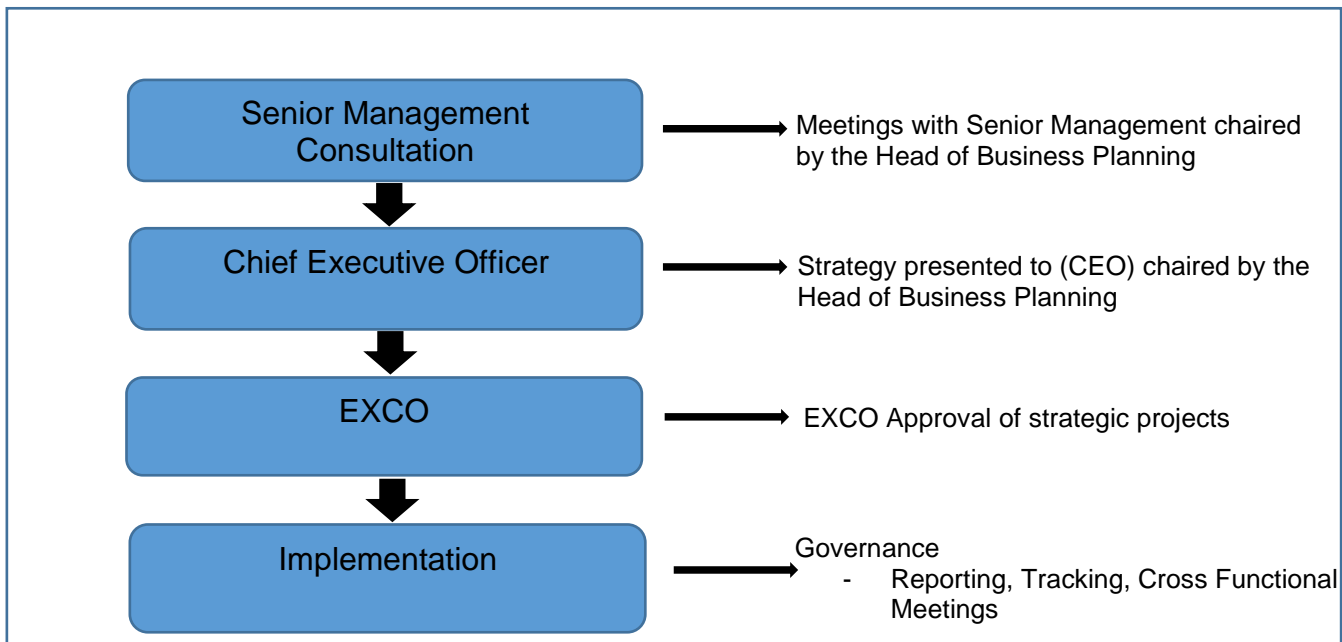 Senior Management
Consultation
Meetings with Senior Management chaired
by the Head of Business Planning
Chief Executive Officer
Strategy presented to (CEO) chaired by the
Head of Business Planning
EXCO
EXCO Approval of strategic projects
Implementation
Governance
- Reporting, Tracking, Cross Functional
Meetings